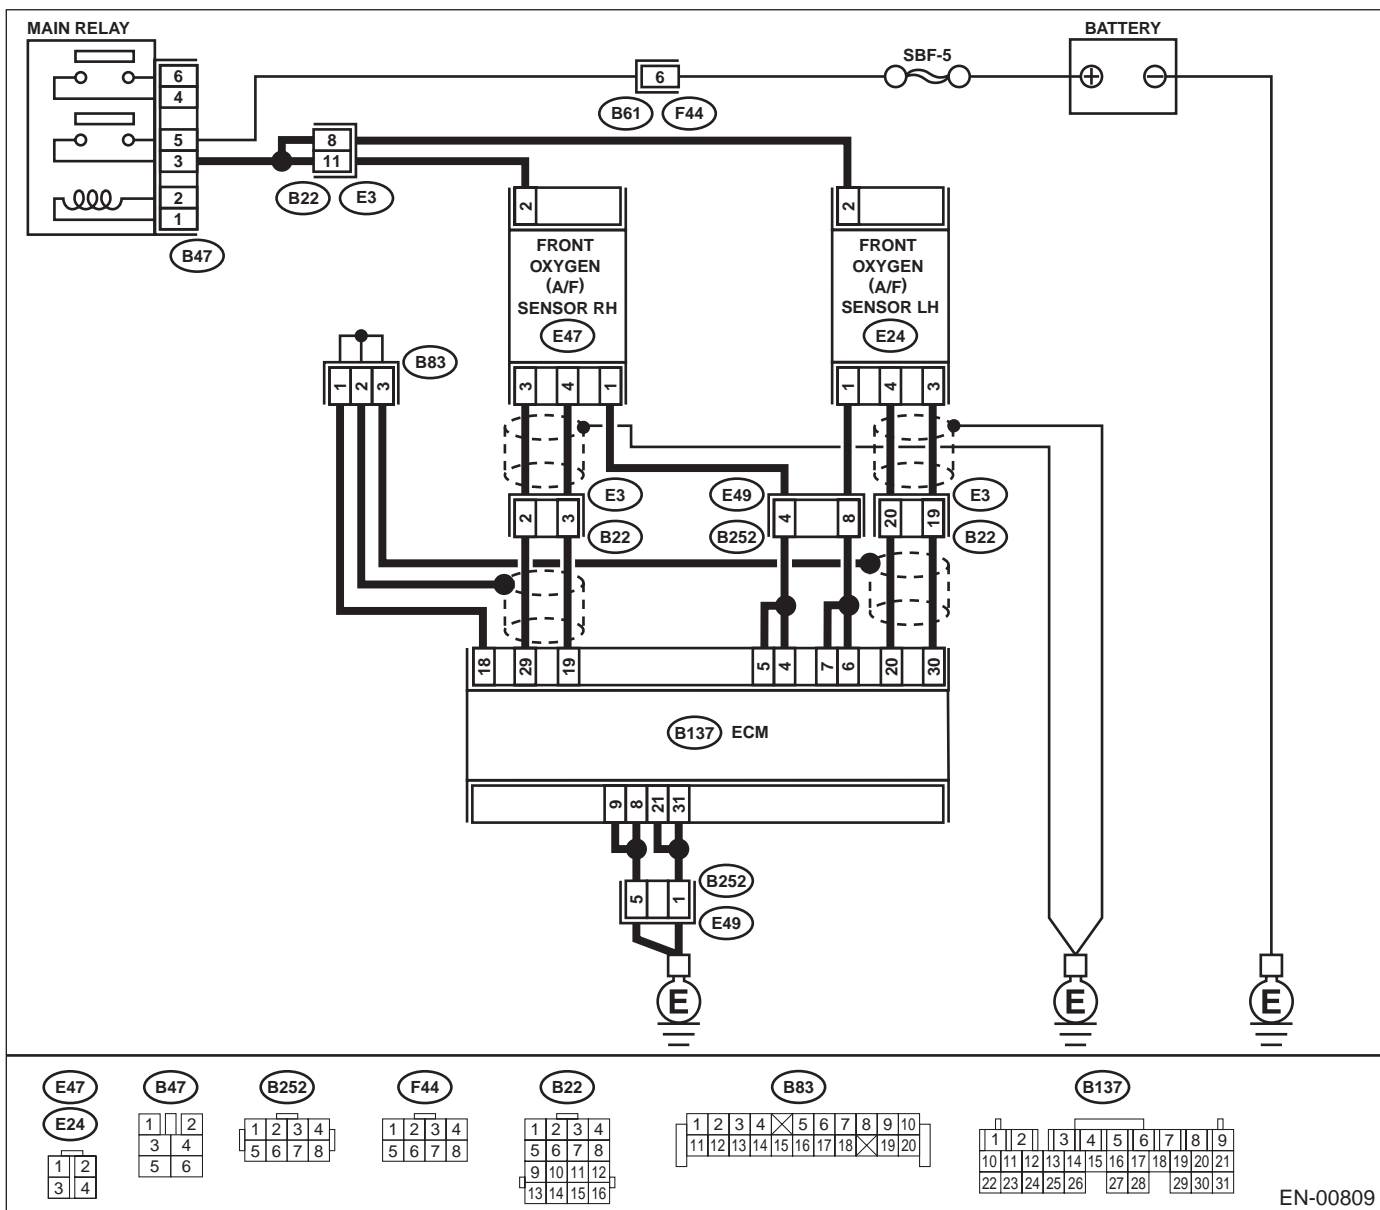 MAIN RELAY
BATTERY
SBF-5
6
4
5
3
2
1
B47
6
B61 F44
8
11
B22 E3
2
2
FRONT
OXYGEN
(A/F)
SENSOR RH
E47
FRONT
OXYGEN
(A/F)
SENSOR LH
E24
B83
1 2 3
3 4 1
1 4 3
E3
B22
E49
B252
E3
B22
2 3
4 8
20 19
18 29 19 5 4 7 6 20 30
B137 ECM
9 8 21 31
B252
5 1
E49
E E E
E47
E24
1 2
3 4
B47
1 2
3 4
5 6
B252
1 2 3 4
5 6 7 8
F44
1 2 3 4
5 6 7 8
B22
1 2 3 4
5 6 7 8
9 10 11 12
13 14 15 16
B83
1 2 3 4 5 6 7 8 9 10
11 12 13 14 15 16 17 18 19 20
B137
1 2 3 4 5 6 7 8 9
10 11 12 13 14 15 16 17 18 19 20 21
22 23 24 25 26 27 28 29 30 31
EN-00809